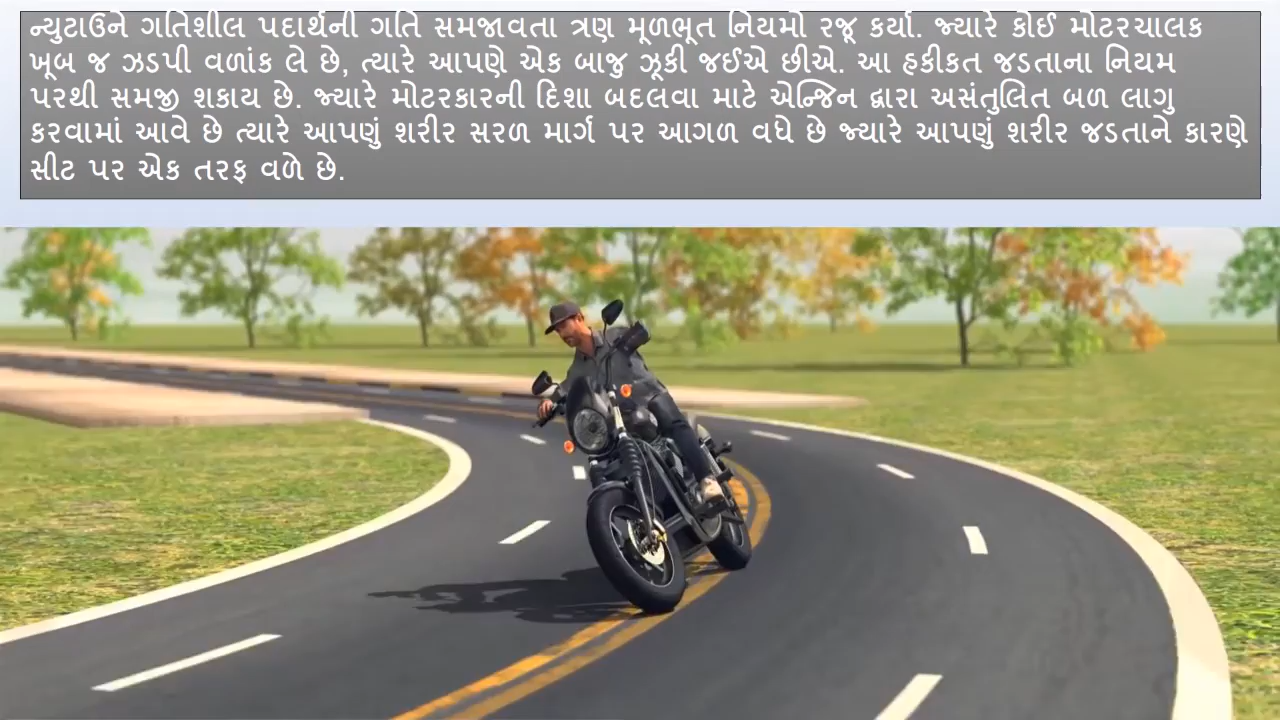 ન્યુટાઉને ગતિશીલ પદાર્થની ગતિ સમજાવતા ત્રણ મૂળભૂત નિયમો રજૂ કર્યા. જ્યારે કોઈ મોટરચાલક
ખૂબ જ ઝડપી વળાંક લે છે, ત્યારે આપણે એક બાજુ ઝૂકી જઈએ છીએ. આ હકીકત જડતાના નિયમ
પરથી સમજી શકાય છે. જ્યારે મોટરકારની દિશા બદલવા માટે એન્જિન દ્વારા અસંતુલિત બળ લાગુ
કરવામાં આવે છે ત્યારે આપણું શરીર સરળ માર્ગ પર આગળ વધે છે જ્યારે આપણું શરીર જડતાને કારણે
સીટ પર એક તરફ વળે છે.